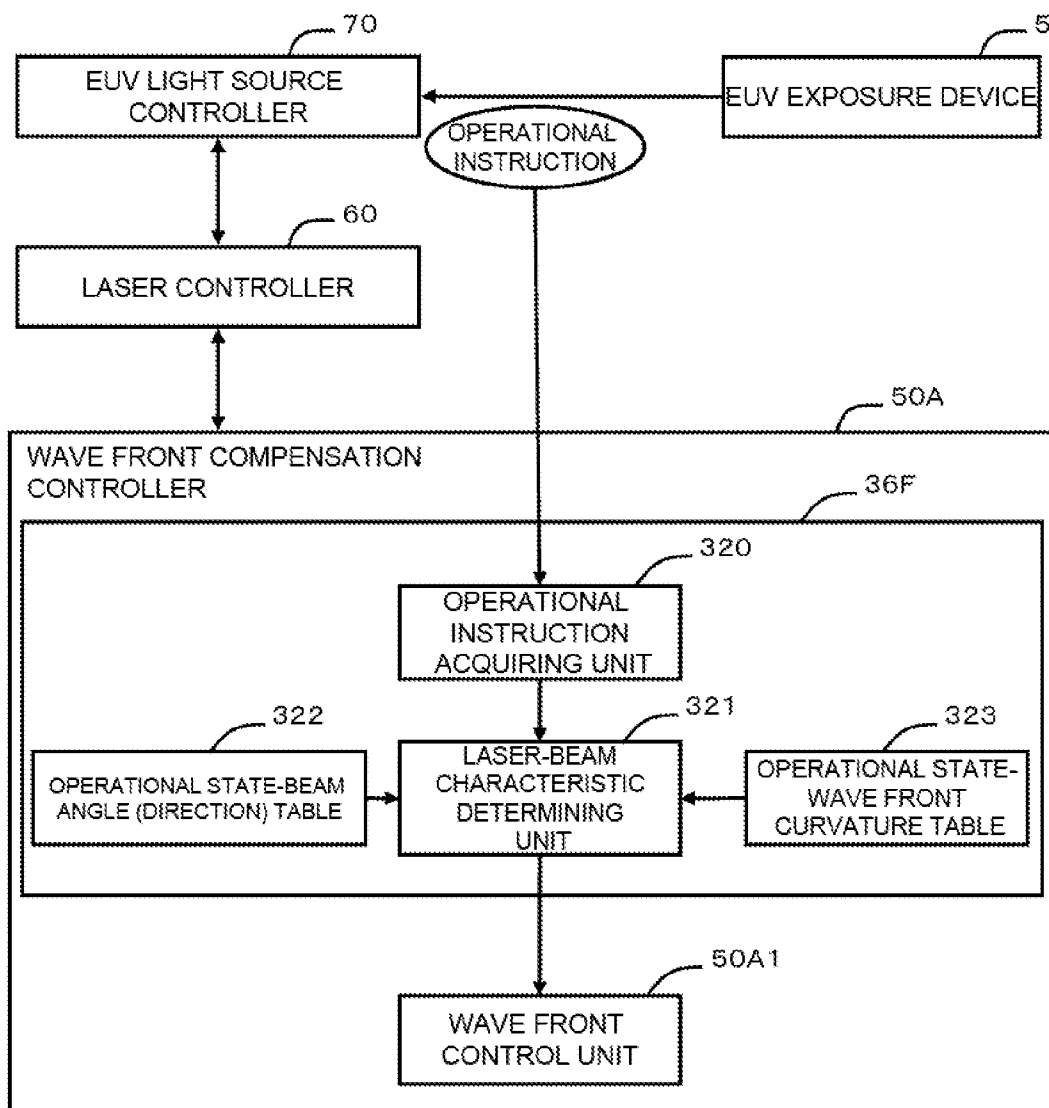 70
5
EUV LIGHT SOURCE
CONTROLLER
EUV EXPOSURE DEVICE
OPERATIONAL
INSTRUCTION
60
LASER CONTROLLER
50A
WAVE FRONT COMPENSATION
CONTROLLER
36F
320
OPERATIONAL
INSTRUCTION
ACQUIRING UNIT
322
OPERATIONAL STATE-BEAM
ANGLE (DIRECTION) TABLE
321
LASER-BEAM
CHARACTERISTIC
DETERMINING
UNIT
323
OPERATIONAL STATE-
WAVE FRONT
CURVATURE TABLE
50A1
WAVE FRONT
CONTROL UNIT